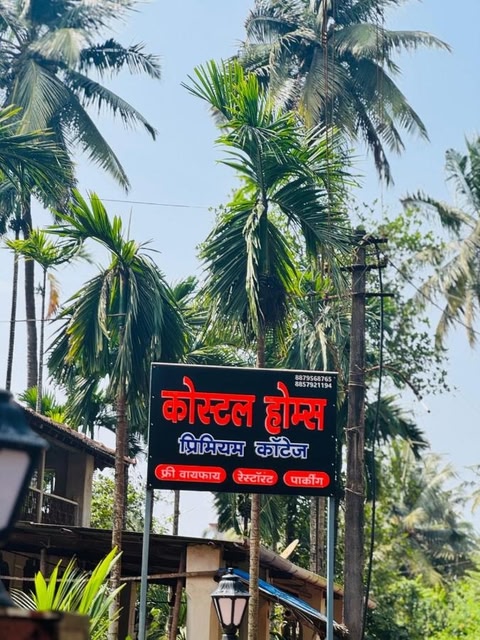 8879568765
8857921194
कोस्टल होम्स
प्रिमियम कॉटेज
फ्री वायफाय रेस्टॉरंट पार्कींग